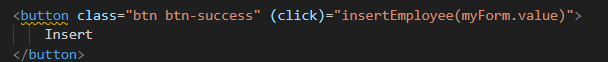 <button class="btn btn-success" (click)="insertEmployee(myForm.value)">
Insert
</button>